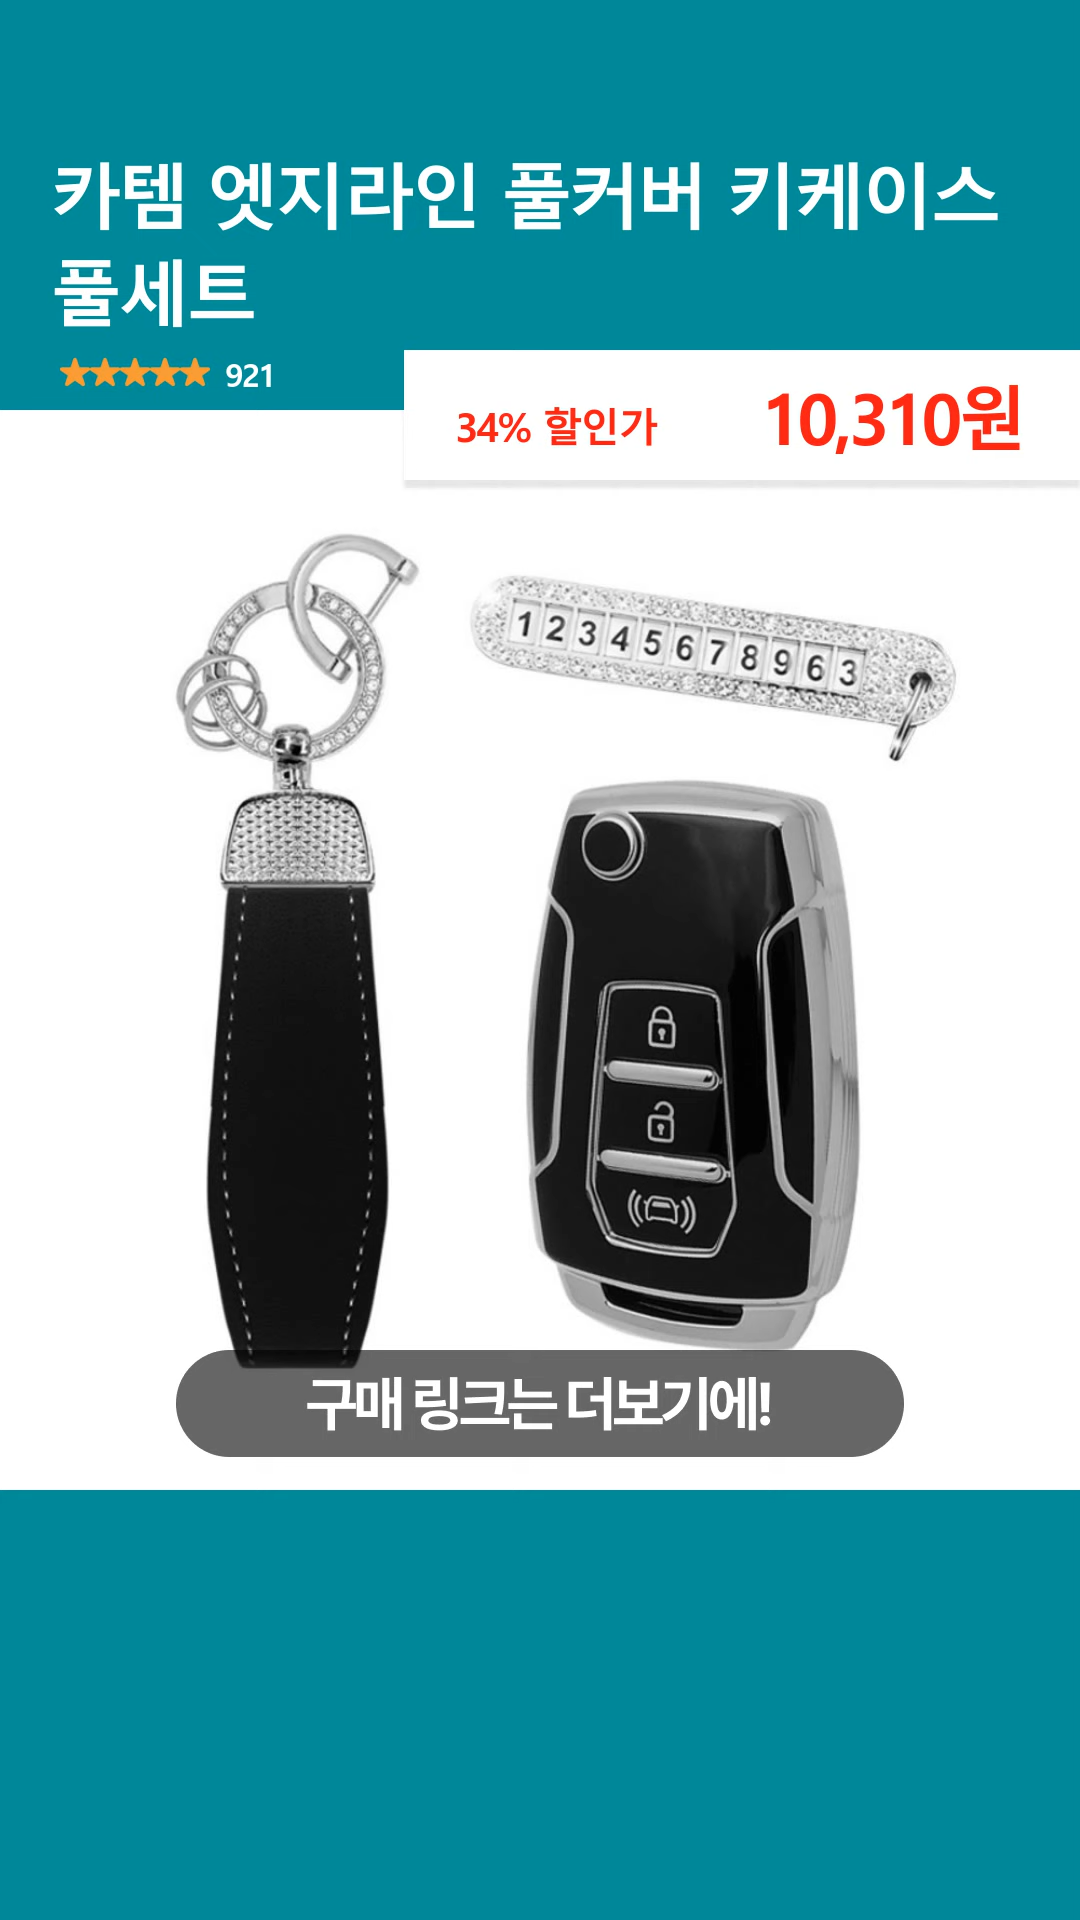 카템 엣지라인 풀커버 키케이스
풀세트
★★★★★ 921
34% 할인가 10,310원
12345678963
구매 링크는 더보기에!